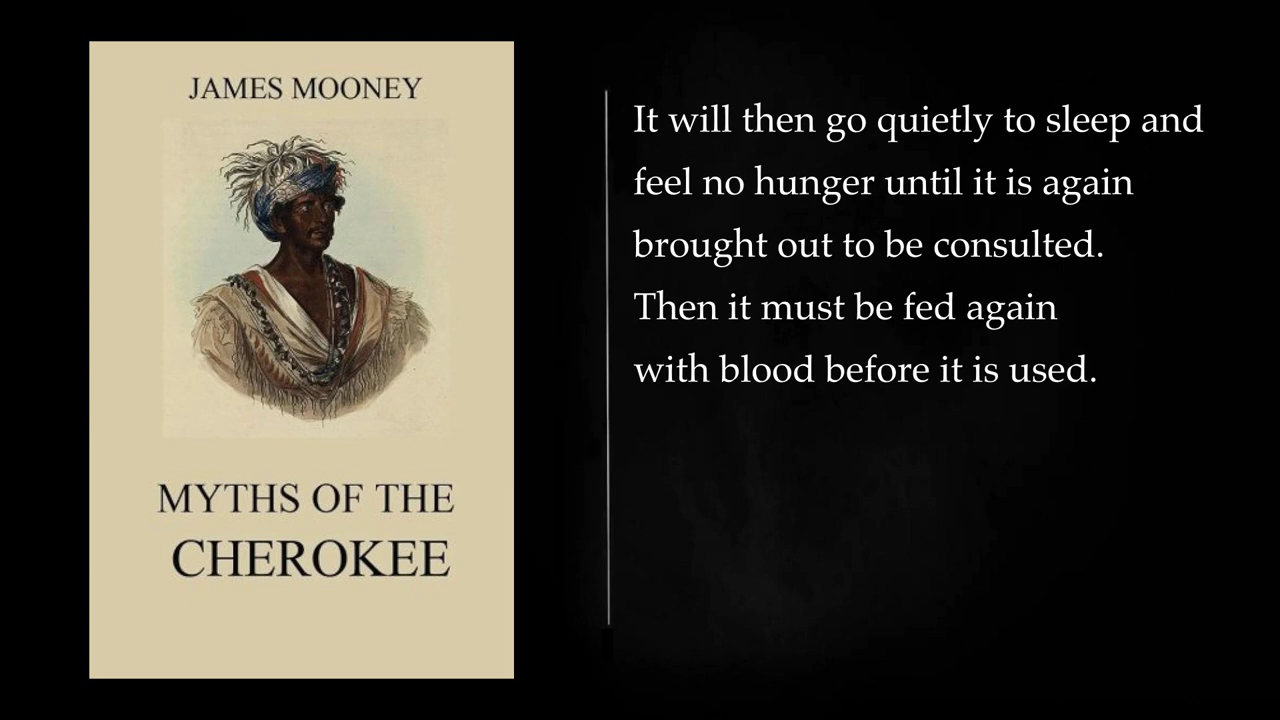 JAMES MOONEY
MYTHS OF THE
CHEROKEE
It will then go quietly to sleep and
feel no hunger until it is again
brought out to be consulted.
Then it must be fed again
with blood before it is used.